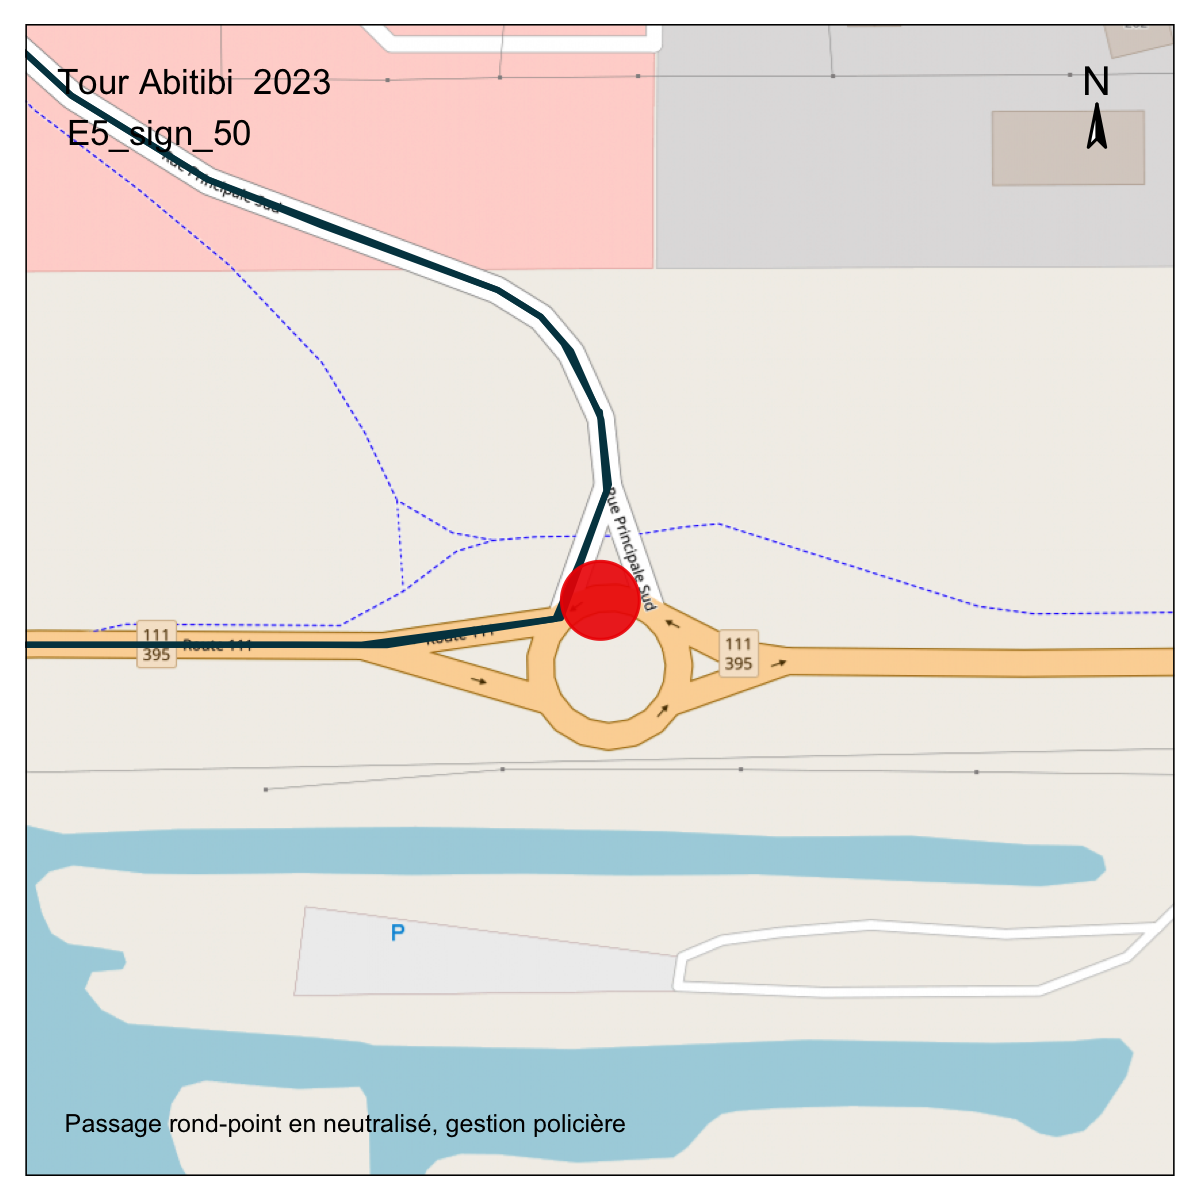 Tour Abitibi 2023
N
E5_sign_50
Rue Principale Sud
Rue Principale Sud
111
395
Route 111
Route 111
111
395
P
Passage rond-point en neutralisé, gestion policière